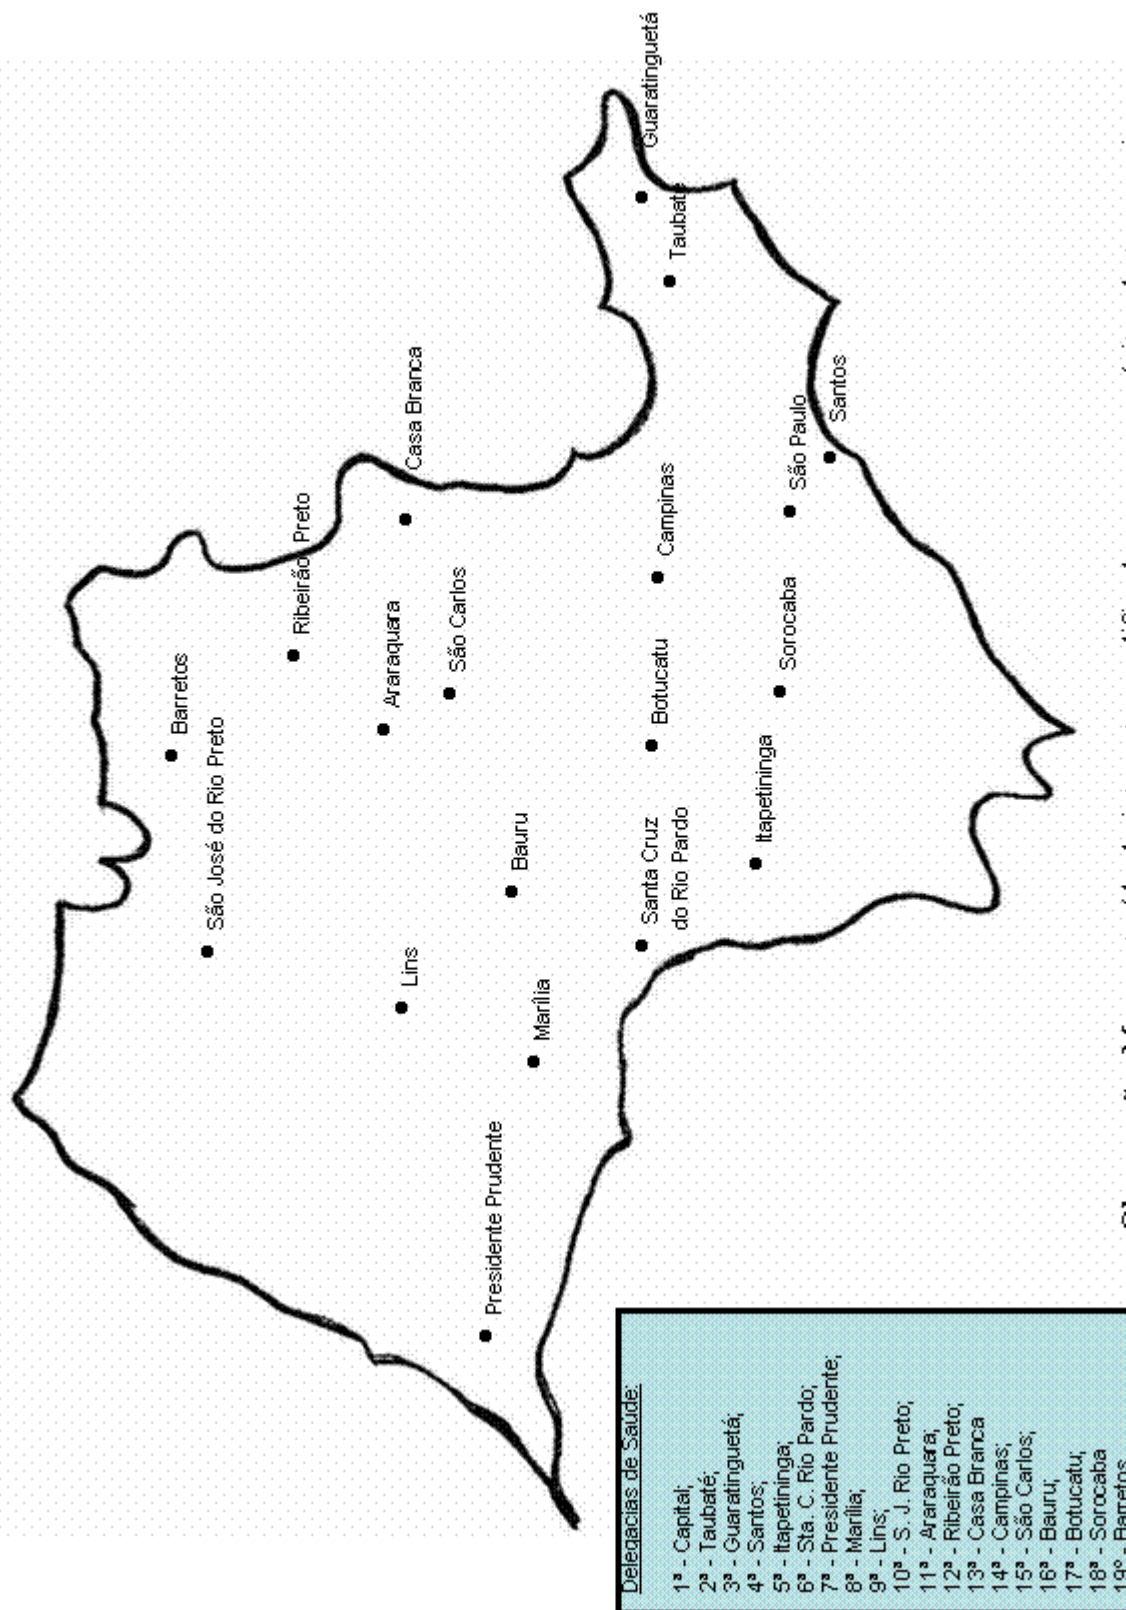 Barretos
São José do Rio Preto
Ribeirão Preto
Casa Branca
Araraquara
Lins
São Carlos
Presidente Prudente
Bauru
Marília
Guaratinguetá
Santa Cruz
do Rio Pardo
Botucatu
Campinas
Taubaté
Itapetininga
Sorocaba
São Paulo
Santos
Delegacias de Saúde:
1ª - Capital;
2ª - Taubaté;
3ª - Guaratinguetá;
4ª - Santos;
5ª - Itapetininga;
6ª - Sta. C. Rio Pardo;
7ª - Presidente Prudente;
8ª - Marília;
9ª - Lins;
10ª - S. J. Rio Preto;
11ª - Araraquara;
12ª - Ribeirão Preto;
13ª - Casa Branca
14ª - Campinas;
15ª - São Carlos;
16ª - Bauru;
17ª - Botucatu;
18ª - Sorocaba
19º - Barretos